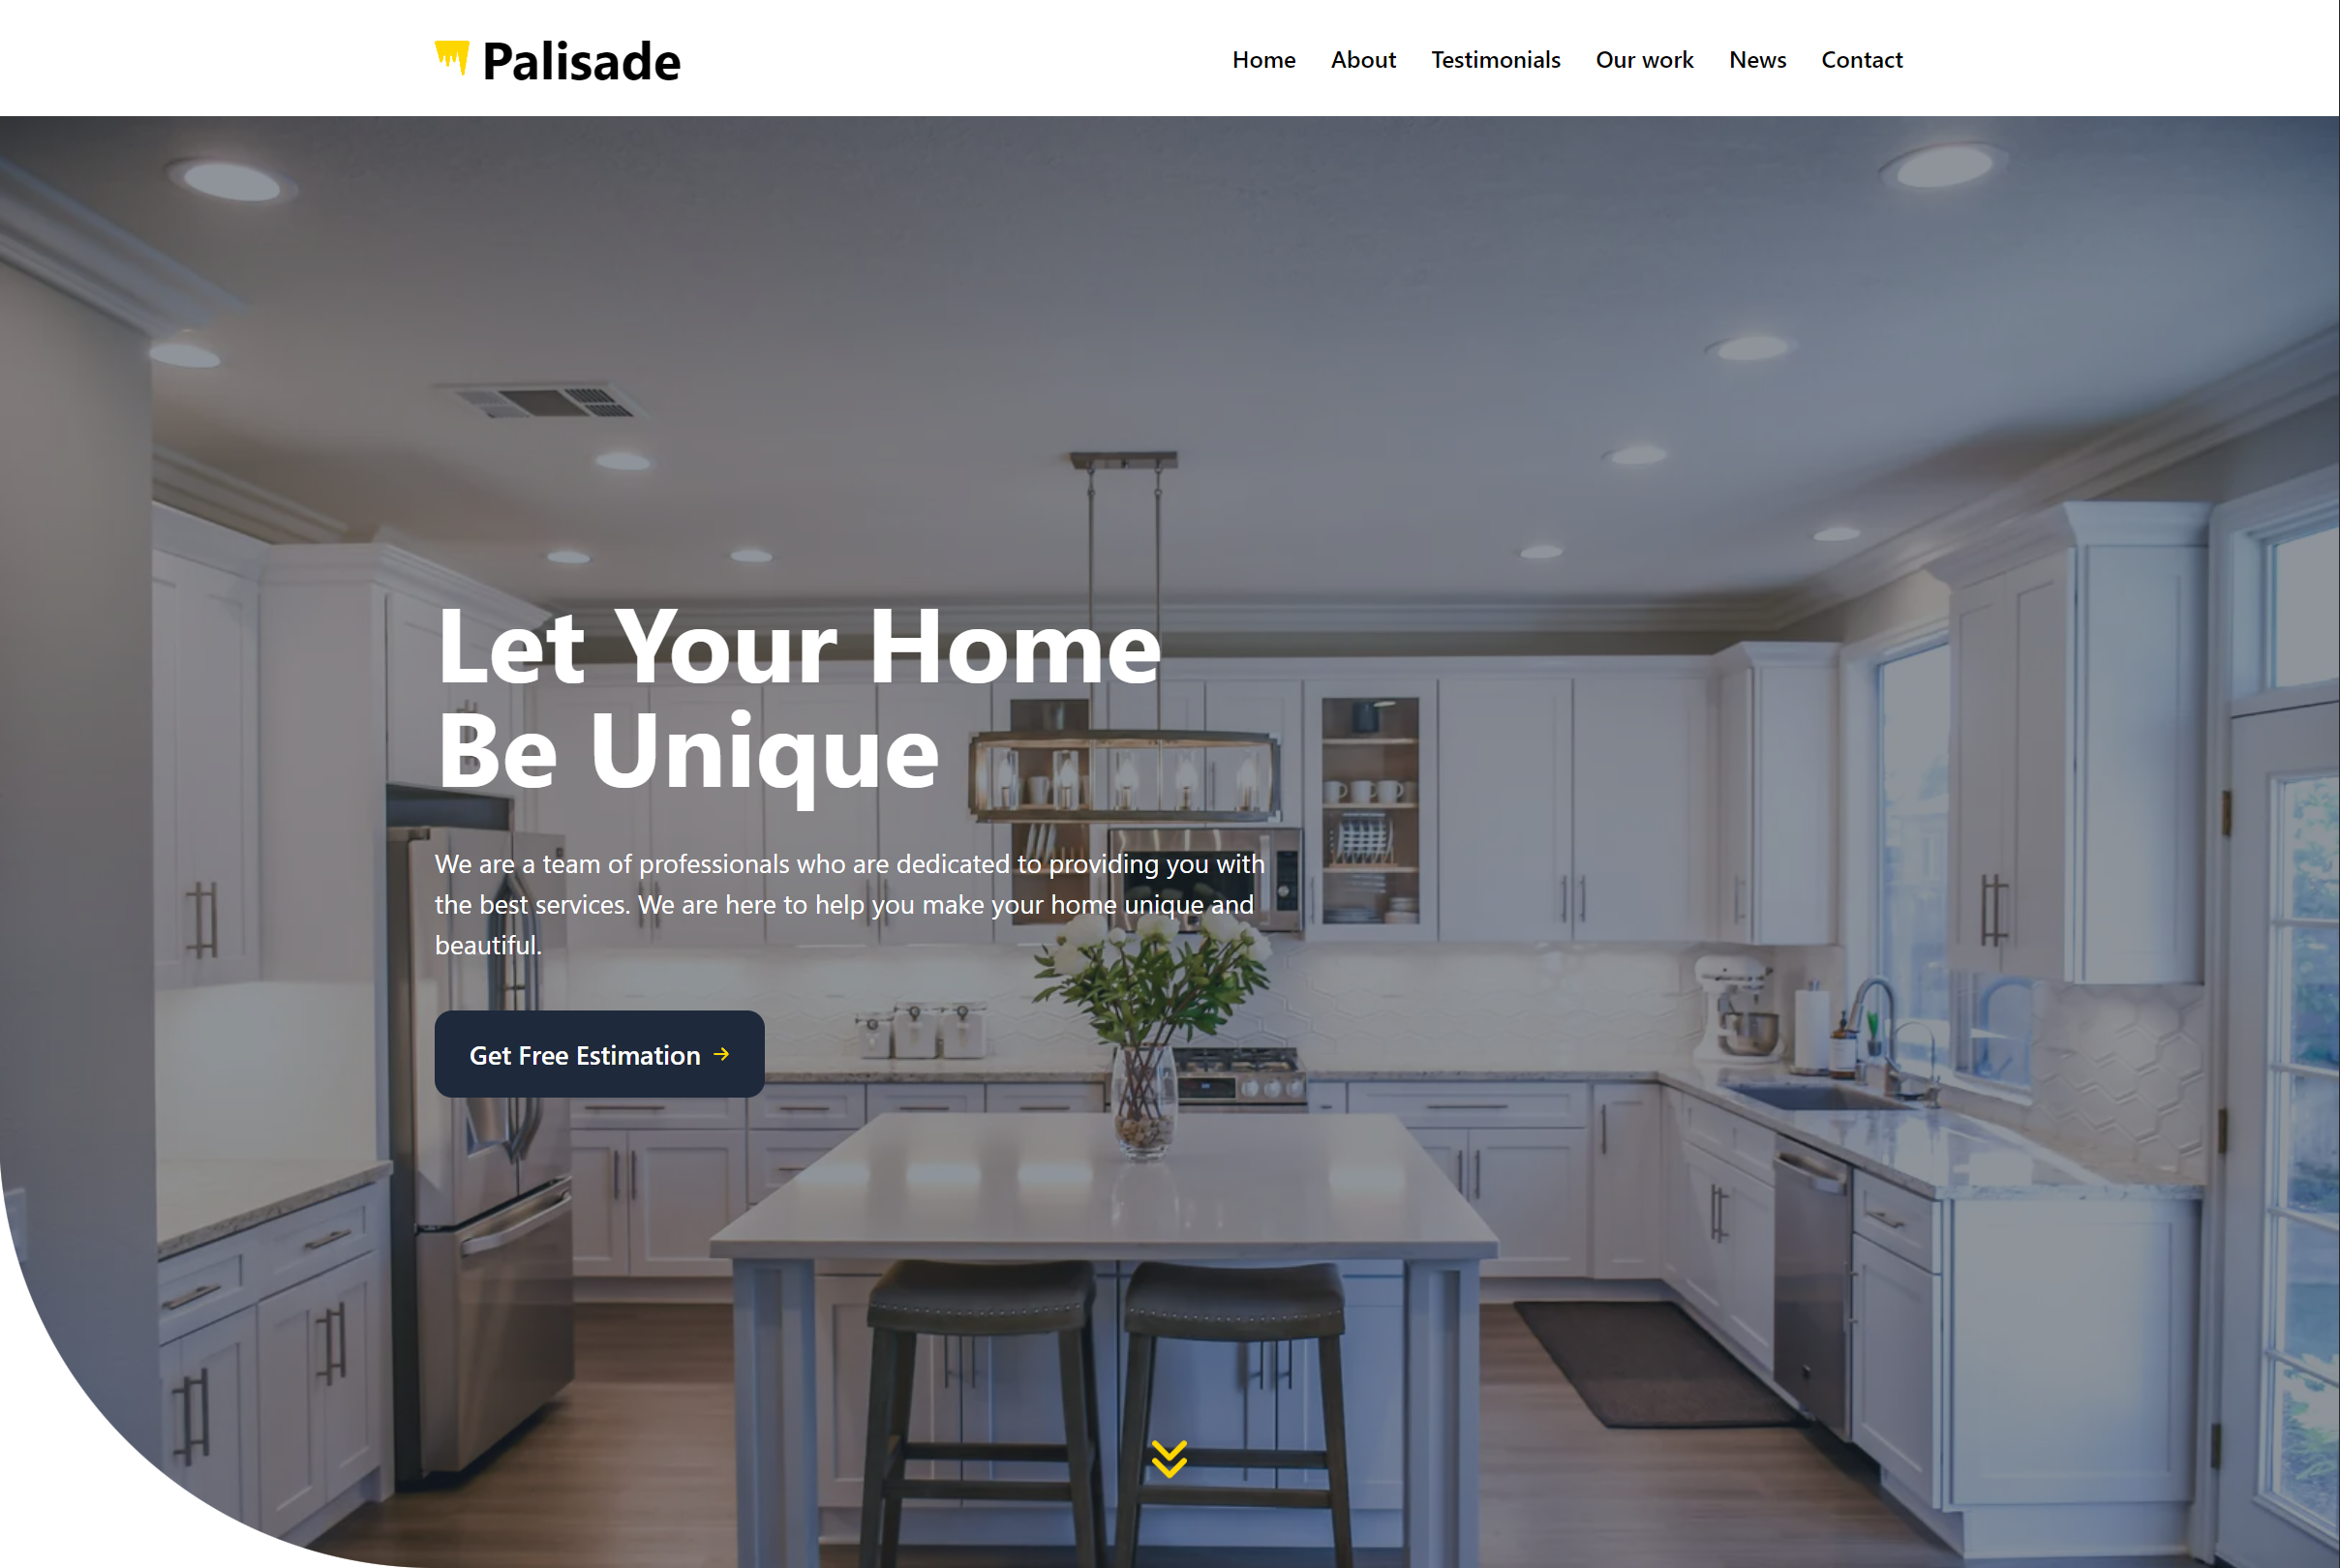 Palisade
Home About Testimonials Our work News Contact
Let Your Home
Be Unique
We are a team of professionals who are dedicated to providing you with
the best services. We are here to help you make your home unique and
beautiful.
Get Free Estimation